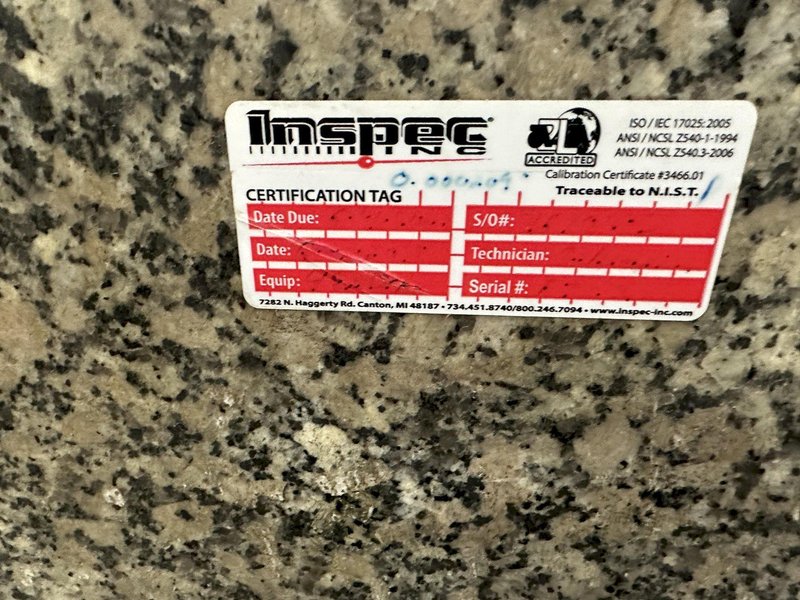 Inspec
INC
A2LA
ACCREDITED
ISO / IEC 17025: 2005
ANSI / NCSL Z540-1-1994
ANSI / NCSL Z540.3-2006
Calibration Certificate #3466.01
Traceable to N.I.S.T.
CERTIFICATION TAG
Date Due:
S/O#:
Date:
Technician:
Equip:
Serial #:
7282 N. Haggerty Rd. Canton, MI 48187 • 734.451.8740/800.246.7094 • www.inspec-inc.com